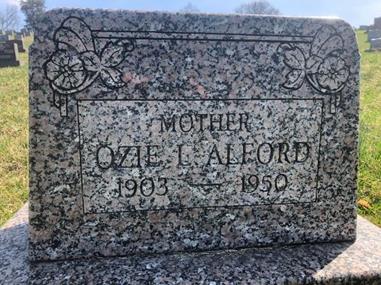 MOTHER
OZIE L. ALFORD
1903 — 1950